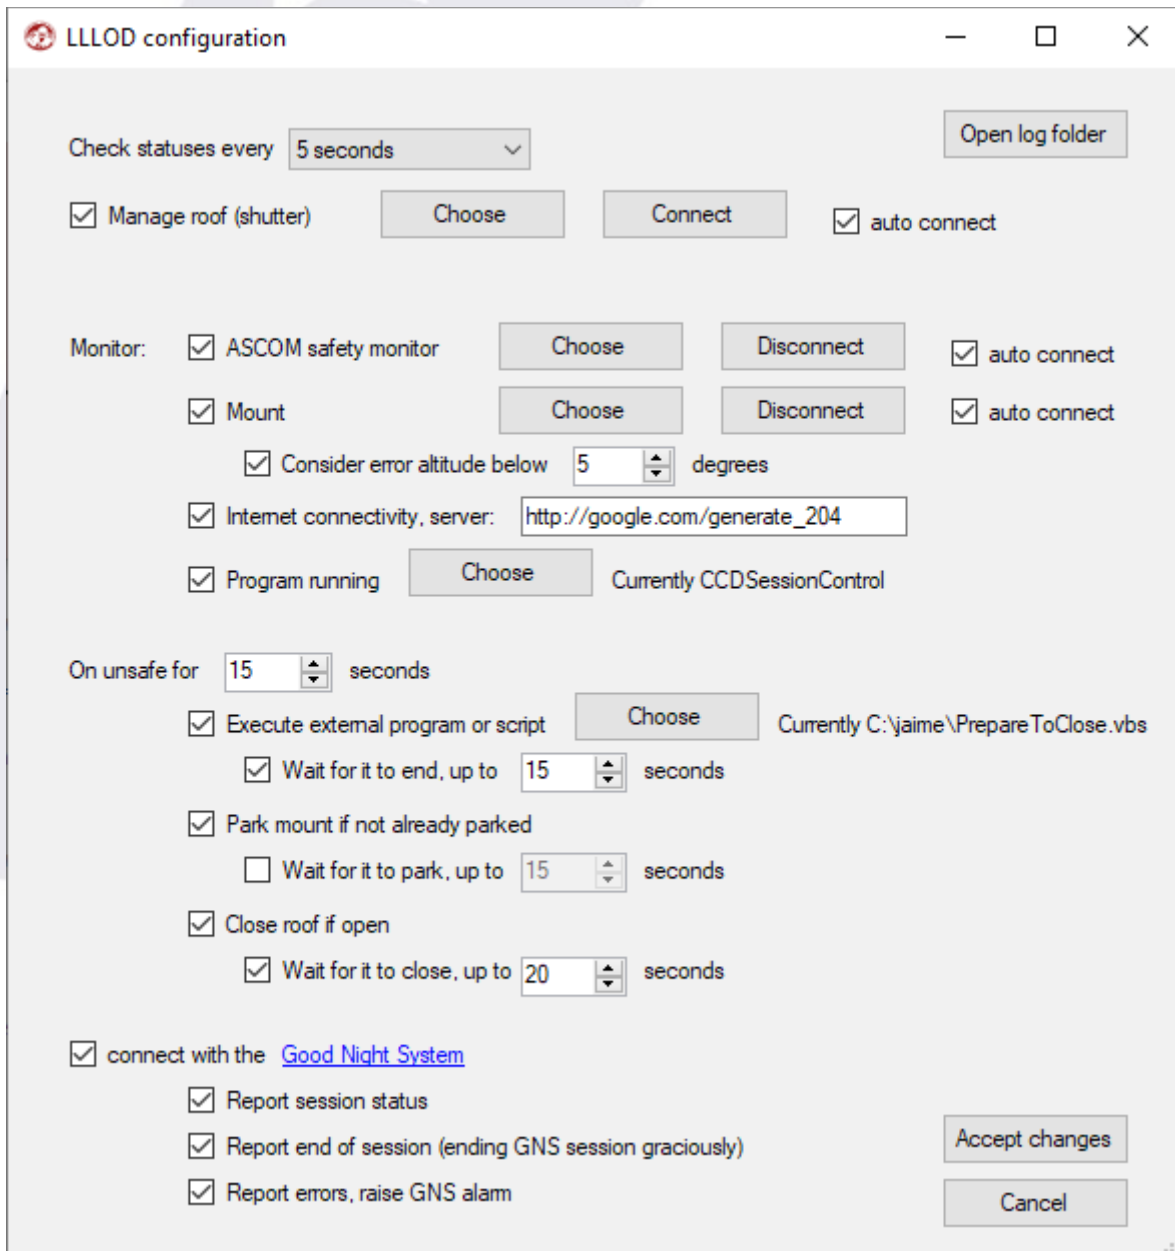 LLLOD configuration
Open log folder
Check statuses every 5 seconds
Manage roof (shutter) Choose Connect auto connect
Monitor: ASCOM safety monitor Choose Disconnect auto connect
Mount Choose Disconnect auto connect
Consider error altitude below 5 degrees
Internet connectivity, server: http://google.com/generate_204
Program running Choose Currently CCDSessionControl
On unsafe for 15 seconds
Execute external program or script Choose Currently C:\jaime\PrepareToClose.vbs
Wait for it to end, up to 15 seconds
Park mount if not already parked
Wait for it to park, up to 15 seconds
Close roof if open
Wait for it to close, up to 20 seconds
connect with the Good Night System
Report session status
Report end of session (ending GNS session graciously)
Accept changes
Report errors, raise GNS alarm
Cancel